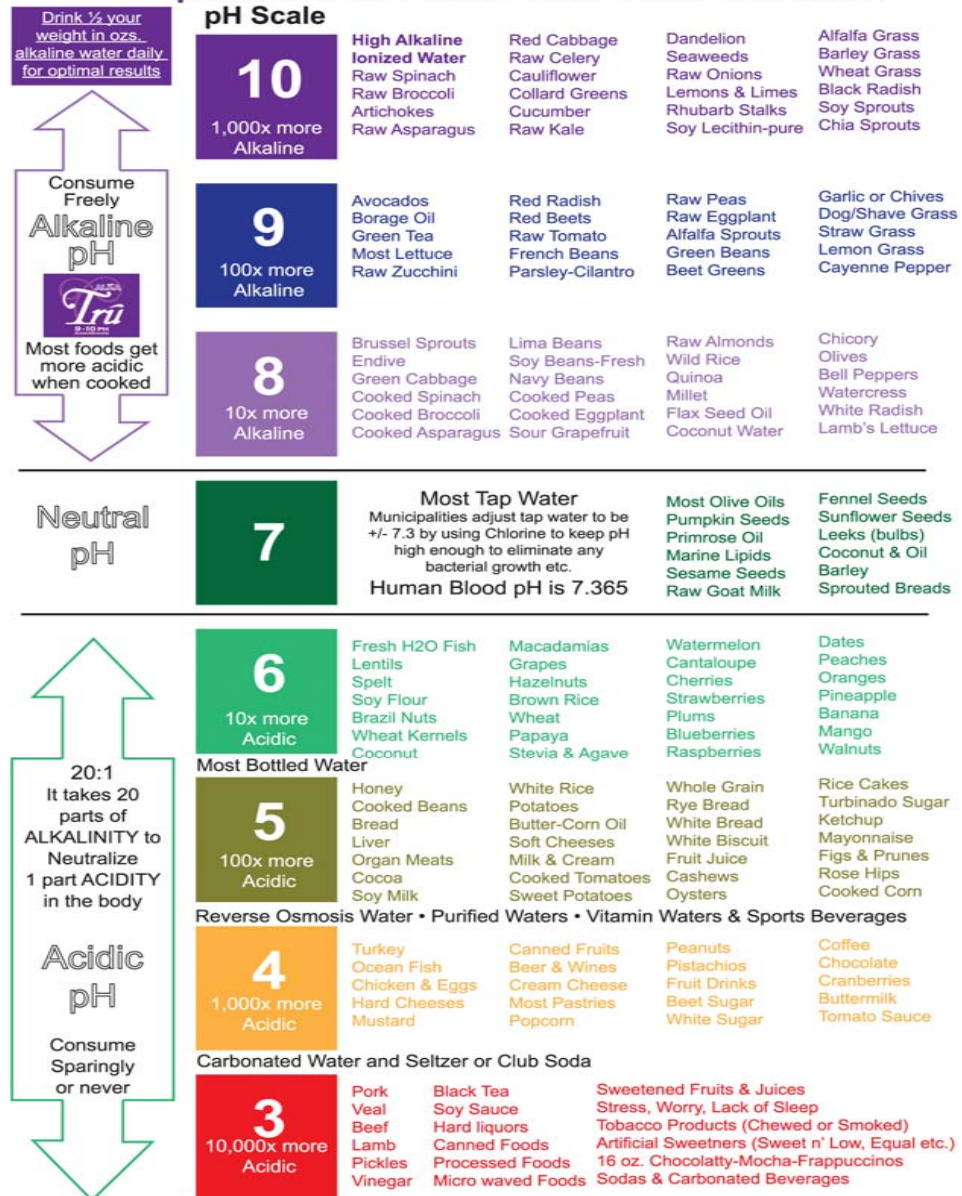 Drink ½ your
weight in ozs.
alkaline water daily
for optimal results
pH Scale
10
1,000x more
Alkaline
High Alkaline
Ionized Water
Raw Spinach
Raw Broccoli
Artichokes
Raw Asparagus
Red Cabbage
Raw Celery
Cauliflower
Collard Greens
Cucumber
Raw Kale
Dandelion
Seaweeds
Raw Onions
Lemons & Limes
Rhubarb Stalks
Soy Lecithin-pure
Alfalfa Grass
Barley Grass
Wheat Grass
Black Radish
Soy Sprouts
Chia Sprouts
Consume
Freely
Alkaline
pH
Trū
9-10 PH
Most foods get
more acidic
when cooked
9
100x more
Alkaline
Avocados
Borage Oil
Green Tea
Most Lettuce
Raw Zucchini
Red Radish
Red Beets
Raw Tomato
French Beans
Parsley-Cilantro
Raw Peas
Raw Eggplant
Alfalfa Sprouts
Green Beans
Beet Greens
Garlic or Chives
Dog/Shave Grass
Straw Grass
Lemon Grass
Cayenne Pepper
8
10x more
Alkaline
Brussel Sprouts
Endive
Green Cabbage
Cooked Spinach
Cooked Broccoli
Cooked Asparagus
Lima Beans
Soy Beans-Fresh
Navy Beans
Cooked Peas
Cooked Eggplant
Sour Grapefruit
Raw Almonds
Wild Rice
Quinoa
Millet
Flax Seed Oil
Coconut Water
Chicory
Olives
Bell Peppers
Watercress
White Radish
Lamb's Lettuce
Neutral
pH
7
Most Tap Water
Municipalities adjust tap water to be
+/- 7.3 by using Chlorine to keep pH
high enough to eliminate any
bacterial growth etc.
Human Blood pH is 7.365
Most Olive Oils
Pumpkin Seeds
Primrose Oil
Marine Lipids
Sesame Seeds
Raw Goat Milk
Fennel Seeds
Sunflower Seeds
Leeks (bulbs)
Coconut & Oil
Barley
Sprouted Breads
6
10x more
Acidic
Fresh H2O Fish
Lentils
Spelt
Soy Flour
Brazil Nuts
Wheat Kernels
Coconut
Macadamias
Grapes
Hazelnuts
Brown Rice
Wheat
Papaya
Stevia & Agave
Watermelon
Cantaloupe
Cherries
Strawberries
Plums
Blueberries
Raspberries
Dates
Peaches
Oranges
Pineapple
Banana
Mango
Walnuts
Most Bottled Water
20:1
It takes 20
parts of
ALKALINITY to
Neutralize
1 part ACIDITY
in the body
Acidic
pH
Consume
Sparingly
or never
5
100x more
Acidic
Honey
Cooked Beans
Bread
Liver
Organ Meats
Cocoa
Soy Milk
White Rice
Potatoes
Butter-Corn Oil
Soft Cheeses
Milk & Cream
Cooked Tomatoes
Sweet Potatoes
Whole Grain
Rye Bread
White Bread
White Biscuit
Fruit Juice
Cashews
Oysters
Rice Cakes
Turbinado Sugar
Ketchup
Mayonnaise
Figs & Prunes
Rose Hips
Cooked Corn
Reverse Osmosis Water • Purified Waters • Vitamin Waters & Sports Beverages
4
1,000x more
Acidic
Turkey
Ocean Fish
Chicken & Eggs
Hard Cheeses
Mustard
Canned Fruits
Beer & Wines
Cream Cheese
Most Pastries
Popcorn
Peanuts
Pistachios
Fruit Drinks
Beet Sugar
White Sugar
Coffee
Chocolate
Cranberries
Buttermilk
Tomato Sauce
Carbonated Water and Seltzer or Club Soda
3
10,000x more
Acidic
Pork
Veal
Beef
Lamb
Pickles
Vinegar
Black Tea
Soy Sauce
Hard liquors
Canned Foods
Processed Foods
Micro waved Foods
Sweetened Fruits & Juices
Stress, Worry, Lack of Sleep
Tobacco Products (Chewed or Smoked)
Artificial Sweetners (Sweet n' Low, Equal etc.)
16 oz. Chocolatty-Mocha-Frappuccinos
Sodas & Carbonated Beverages